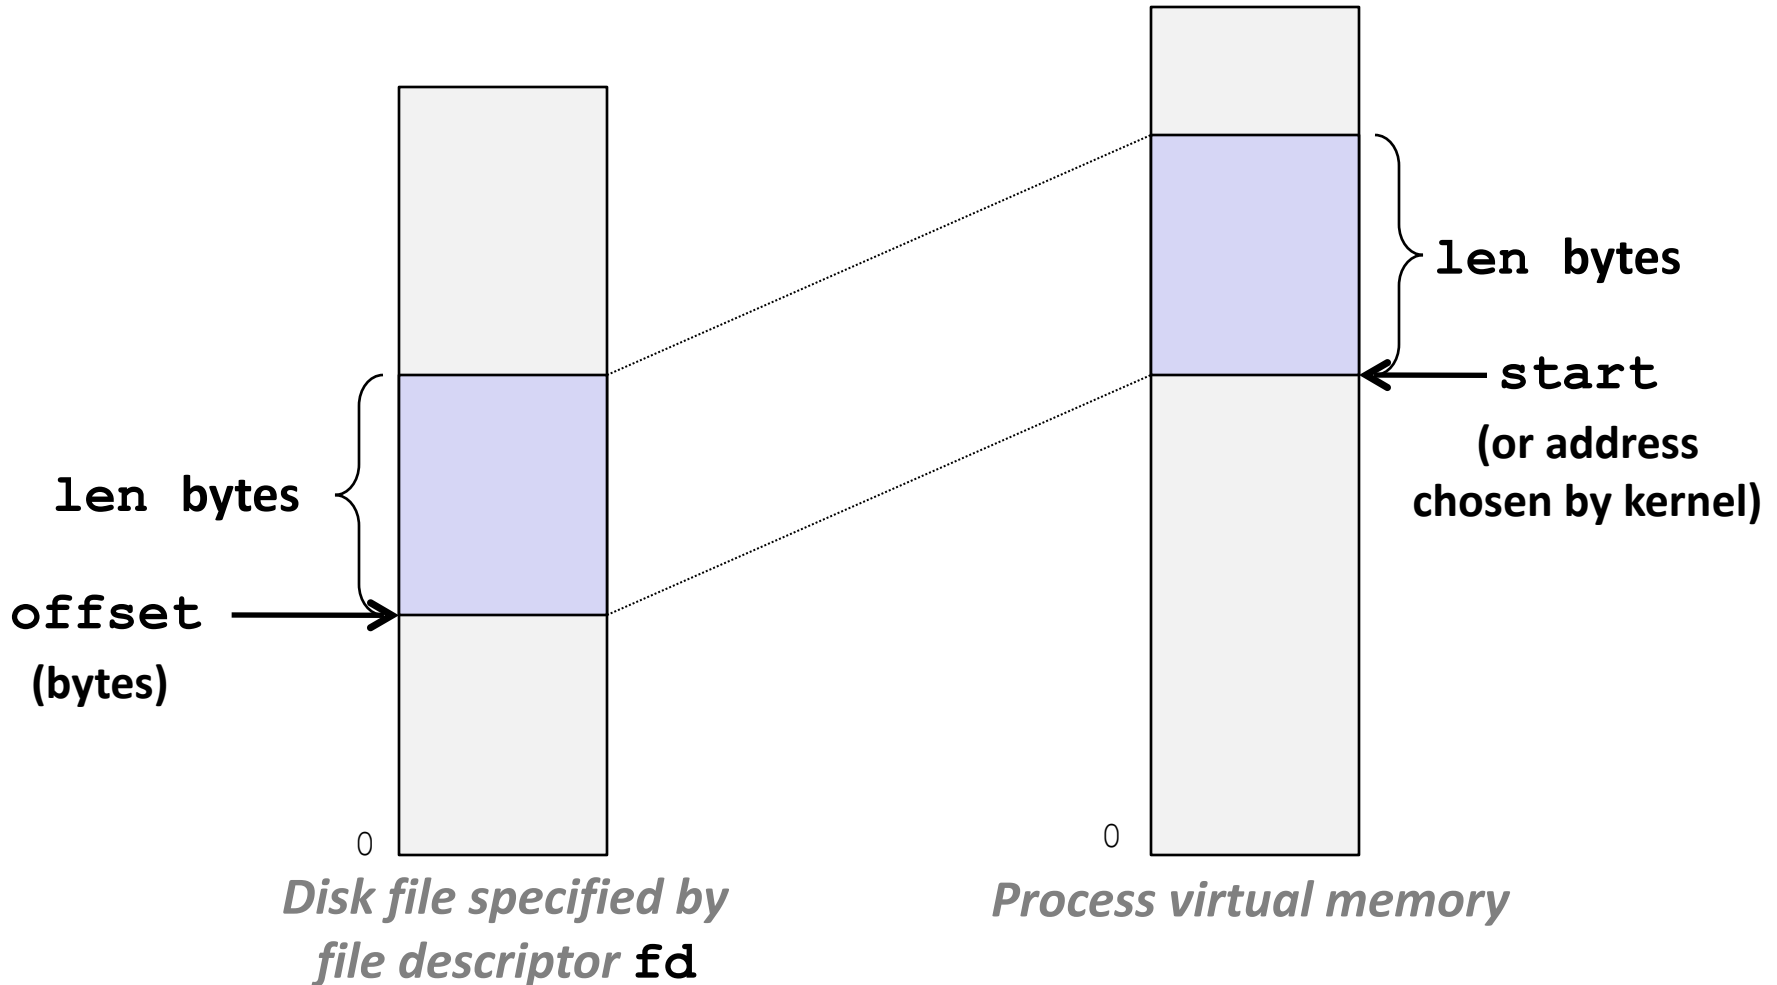 len bytes
offset
(bytes)
0
Disk file specified by
file descriptor fd
len bytes
start
(or address
chosen by kernel)
0
Process virtual memory